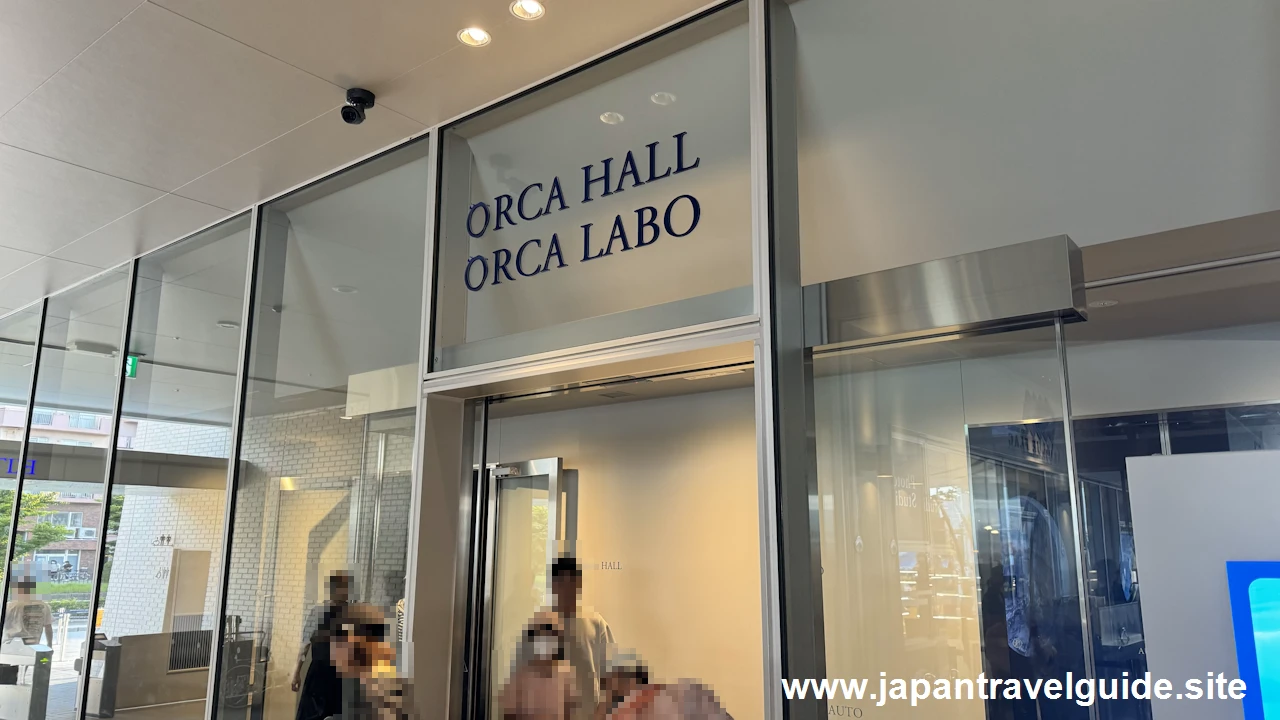 ORCA HALL
ORCA LABO
HALL
AUTO
www.japantravelguide.site